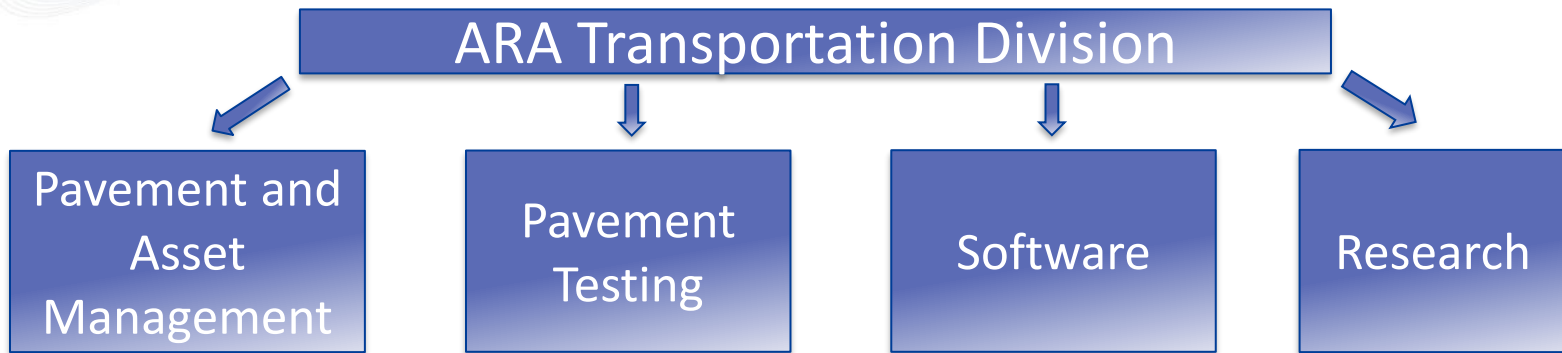 ARA Transportation Division
Pavement and
Asset
Management
Pavement
Testing
Software
Research